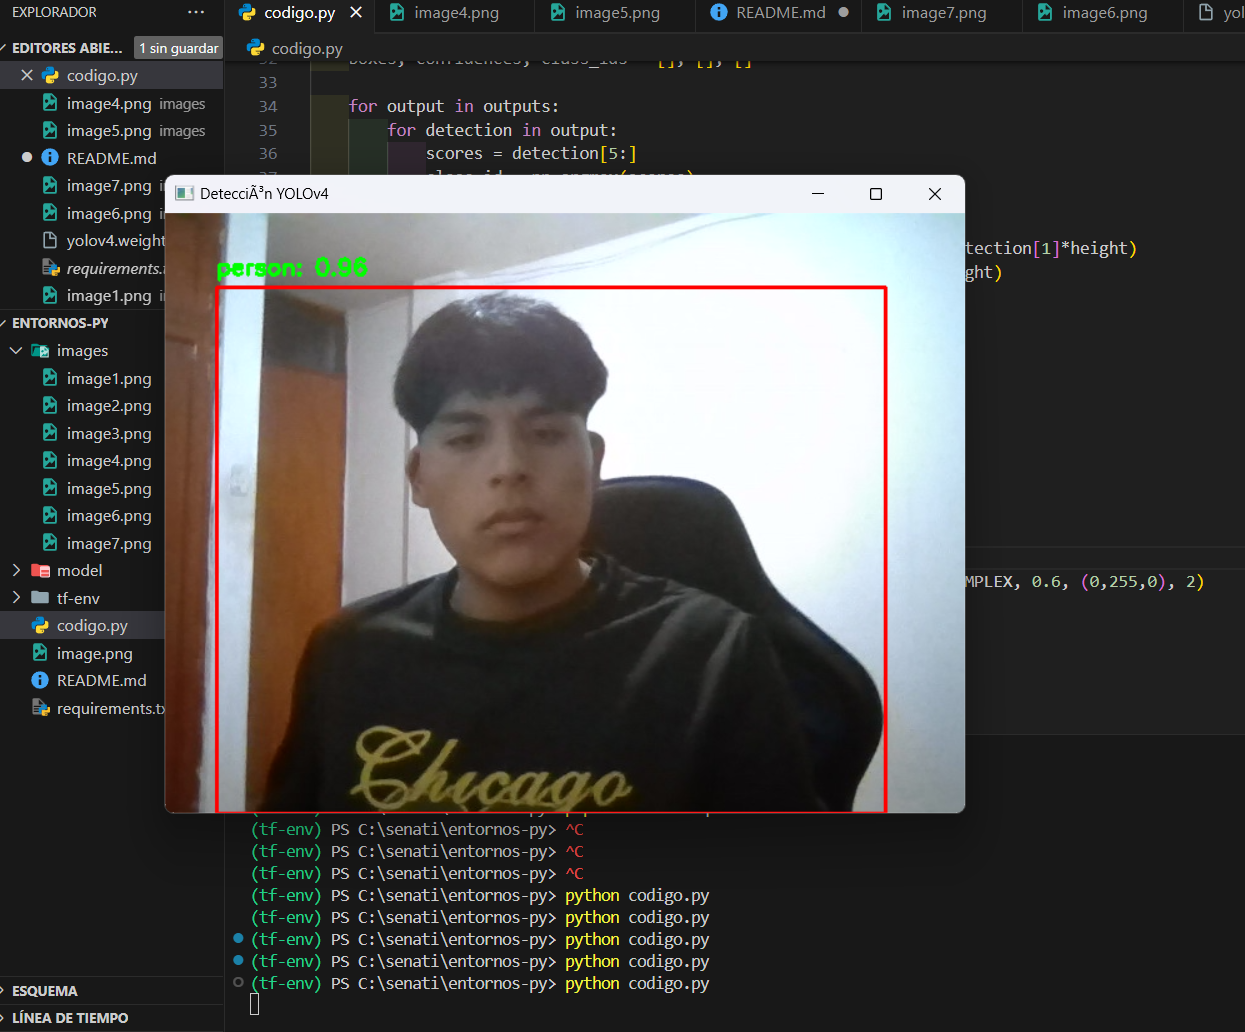 EXPLORADOR
EDITORES ABIE... 1 sin guardar
codigo.py
image4.png images
image5.png images
README.md
image7.png
image6.png
yolov4.weight
requirements.
image1.png
ENTORNOS-PY
images
image1.png
image2.png
image3.png
image4.png
image5.png
image6.png
image7.png
model
tf-env
codigo.py
image.png
README.md
requirements.tx
ESQUEMA
LÍNEA DE TIEMPO
codigo.py image4.png image5.png README.md image7.png image6.png yol
codigo.py
33
34 for output in outputs:
35 for detection in output:
36 scores = detection[5:]
tection[1]*height)
ght)
MPLEX, 0.6, (0,255,0), 2)
DetecciÃ³n YOLOv4
person: 0.96
Chicago
(tf-env) PS C:\senati\entornos-py> ^C
(tf-env) PS C:\senati\entornos-py> ^C
(tf-env) PS C:\senati\entornos-py> ^C
(tf-env) PS C:\senati\entornos-py> python codigo.py
(tf-env) PS C:\senati\entornos-py> python codigo.py
(tf-env) PS C:\senati\entornos-py> python codigo.py
(tf-env) PS C:\senati\entornos-py> python codigo.py
(tf-env) PS C:\senati\entornos-py> python codigo.py